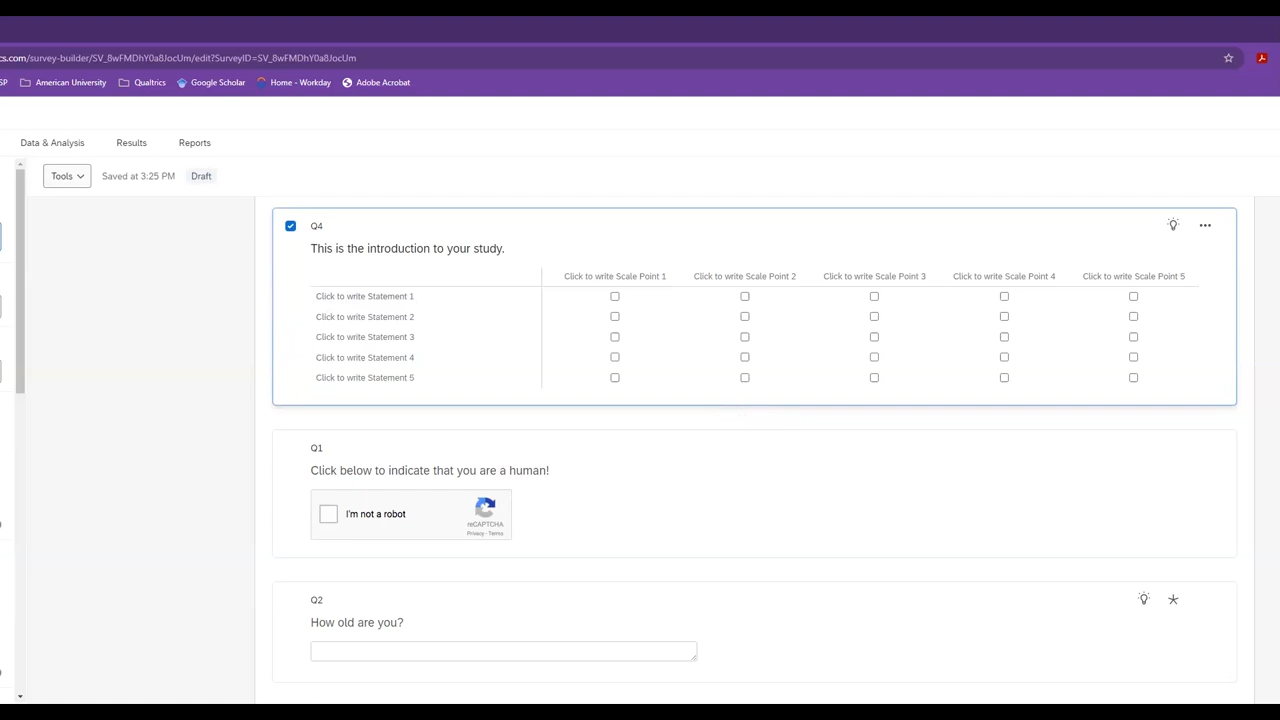 cs.com/survey-builder/SV_8wFMDhY0a8JocUm/edit?SurveyID=SV_8wFMDhY0a8JocUm
SP American University Qualtrics Google Scholar Home - Workday Adobe Acrobat
Data & Analysis Results Reports
Tools Saved at 3:25 PM Draft
Q4
This is the introduction to your study.
Click to write Scale Point 1 Click to write Scale Point 2 Click to write Scale Point 3 Click to write Scale Point 4 Click to write Scale Point 5
Click to write Statement 1
Click to write Statement 2
Click to write Statement 3
Click to write Statement 4
Click to write Statement 5
Q1
Click below to indicate that you are a human!
I'm not a robot
reCAPTCHA
Privacy - Terms
Q2
How old are you?